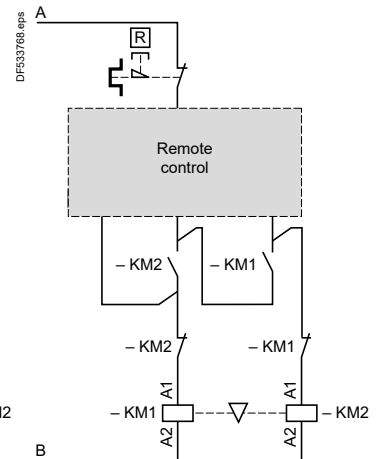 A
DF533768.eps
R
Remote
control
– KM2
– KM1
– KM2
– KM1
A1
A1
– KM1
– KM2
A2
A2
B